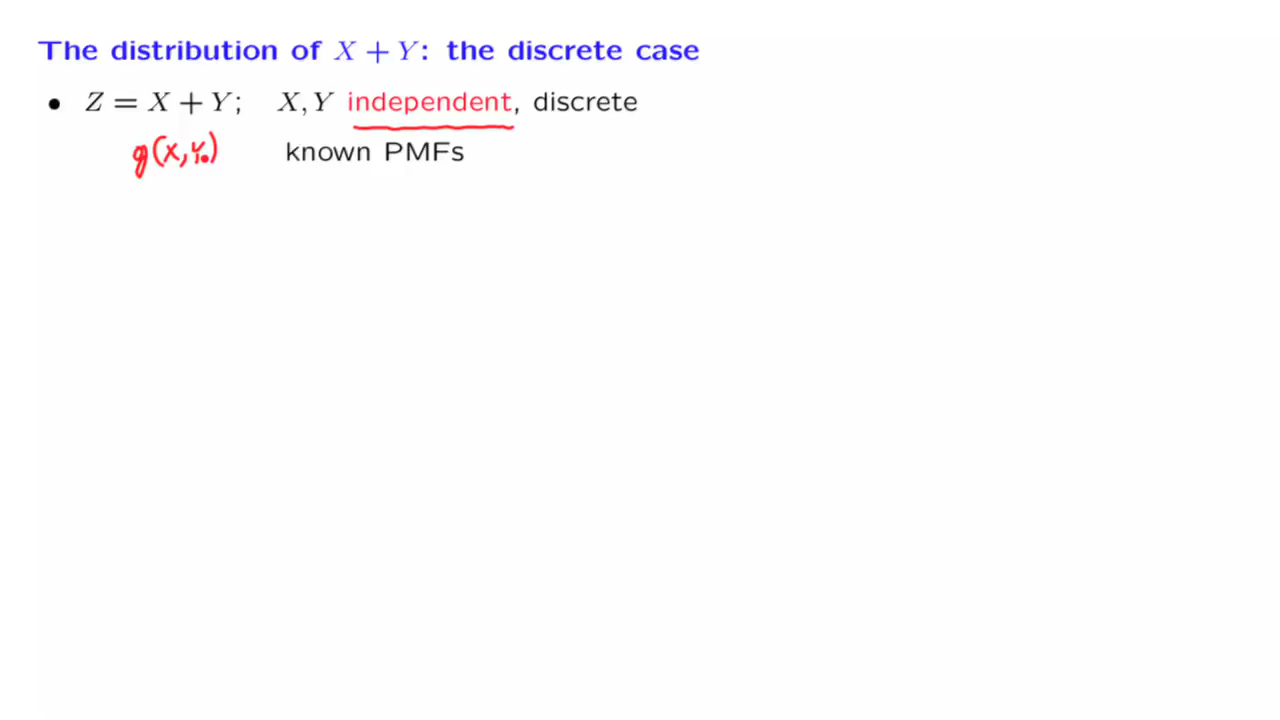 The distribution of X + Y: the discrete case
• Z = X + Y; X, Y independent, discrete
g(X, Y) known PMFs